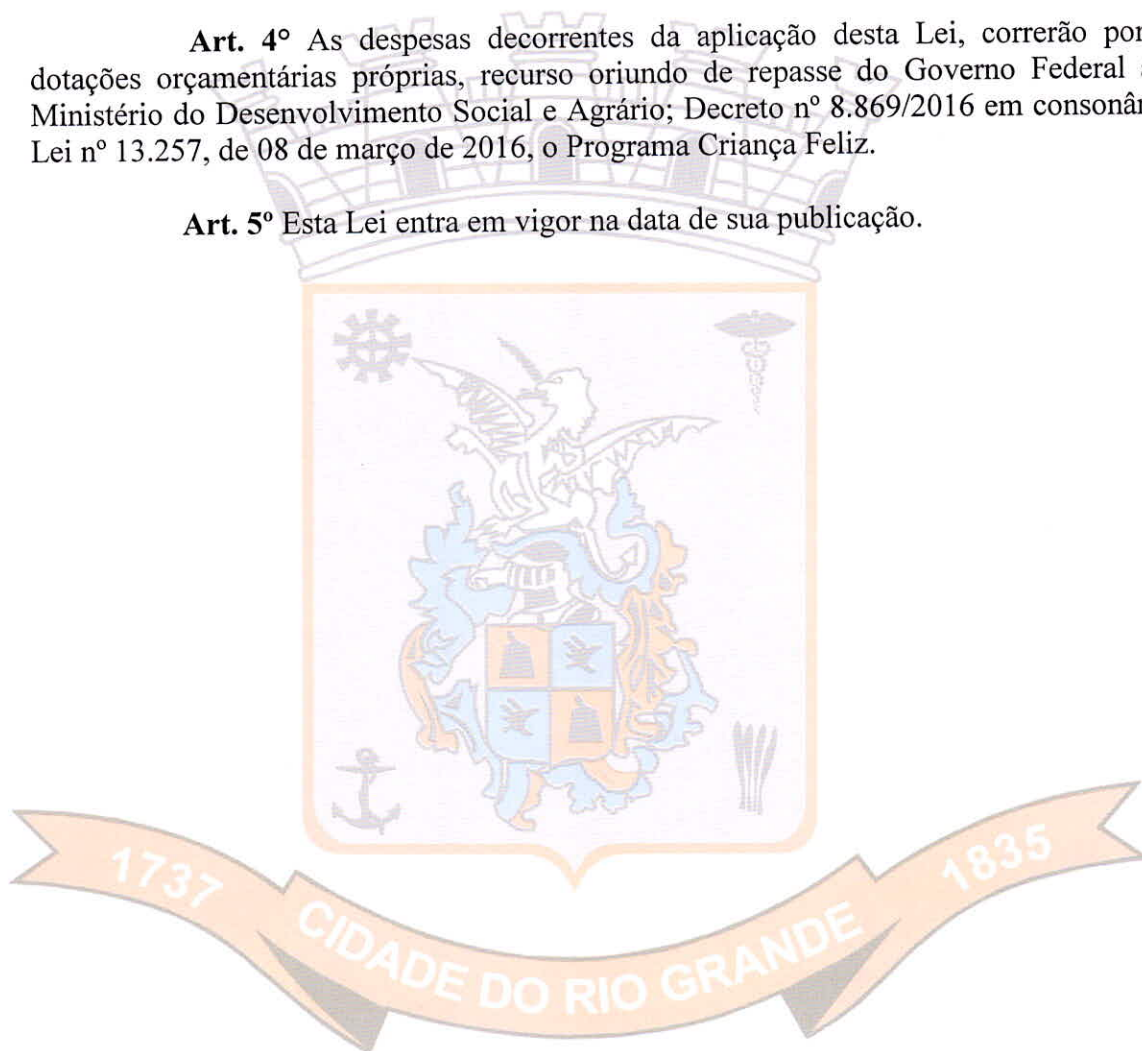 Art. 4° As despesas decorrentes da aplicação desta Lei, correrão por
dotações orçamentárias próprias, recurso oriundo de repasse do Governo Federal
Ministério do Desenvolvimento Social e Agrário; Decreto nº 8.869/2016 em
Lei nº 13.257, de 08 de março de 2016, o Programa Criança Feliz.
Art. 5º Esta Lei entra em vigor na data de sua publicação.
1737
CIDADE DO RIO GRANDE
1835